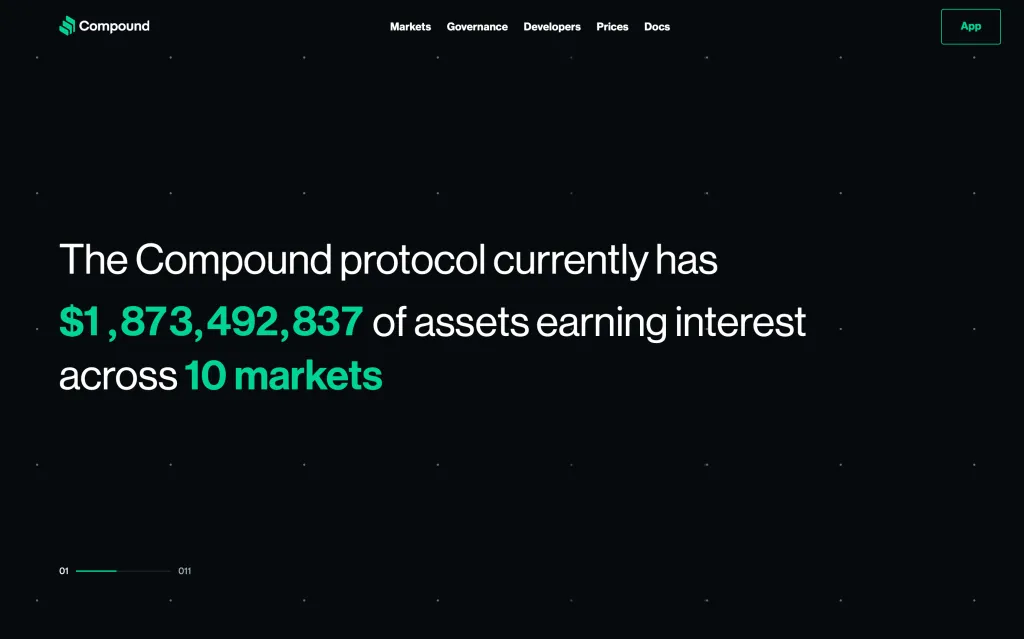 Compound
Markets Governance Developers Prices Docs
App
The Compound protocol currently has
$1,873,492,837 of assets earning interest
across 10 markets
01 011